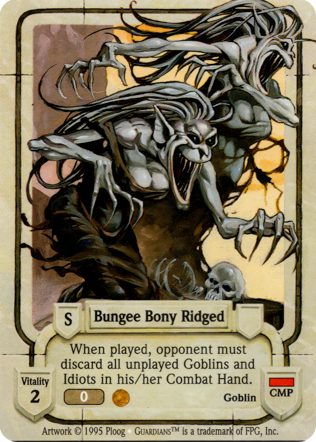 S Bungee Bony Ridged
When played, opponent must
discard all unplayed Goblins and
Idiots in his/her Combat Hand.
Vitality
2
0
Goblin
CMP
Artwork © 1995 Ploog GUARDIANS™ is a trademark of FPG, Inc.